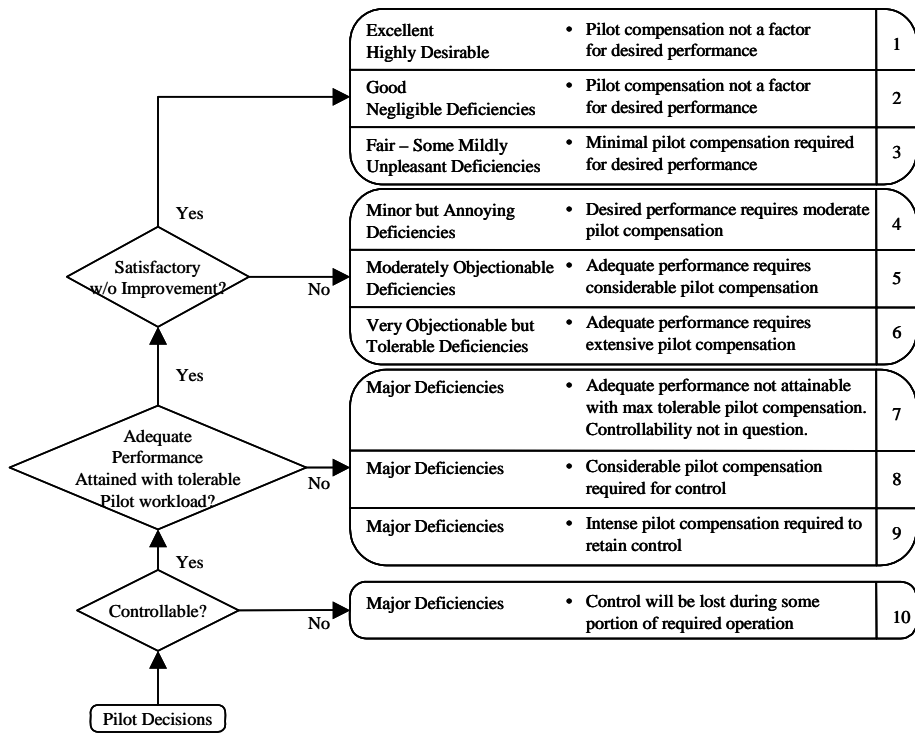 Excellent
Highly Desirable
• Pilot compensation not a factor
for desired performance
1
Good
Negligible Deficiencies
• Pilot compensation not a factor
for desired performance
2
Fair – Some Mildly
Unpleasant Deficiencies
• Minimal pilot compensation required
for desired performance
3
Yes
Satisfactory
w/o Improvement?
No
Minor but Annoying
Deficiencies
• Desired performance requires moderate
pilot compensation
4
Moderately Objectionable
Deficiencies
• Adequate performance requires
considerable pilot compensation
5
Very Objectionable but
Tolerable Deficiencies
• Adequate performance requires
extensive pilot compensation
6
Yes
Adequate
Performance
Attained with tolerable
Pilot workload?
No
Major Deficiencies
• Adequate performance not attainable
with max tolerable pilot compensation.
Controllability not in question.
7
Major Deficiencies
• Considerable pilot compensation
required for control
8
Major Deficiencies
• Intense pilot compensation required to
retain control
9
Yes
Controllable?
No
Major Deficiencies
• Control will be lost during some
portion of required operation
10
Pilot Decisions